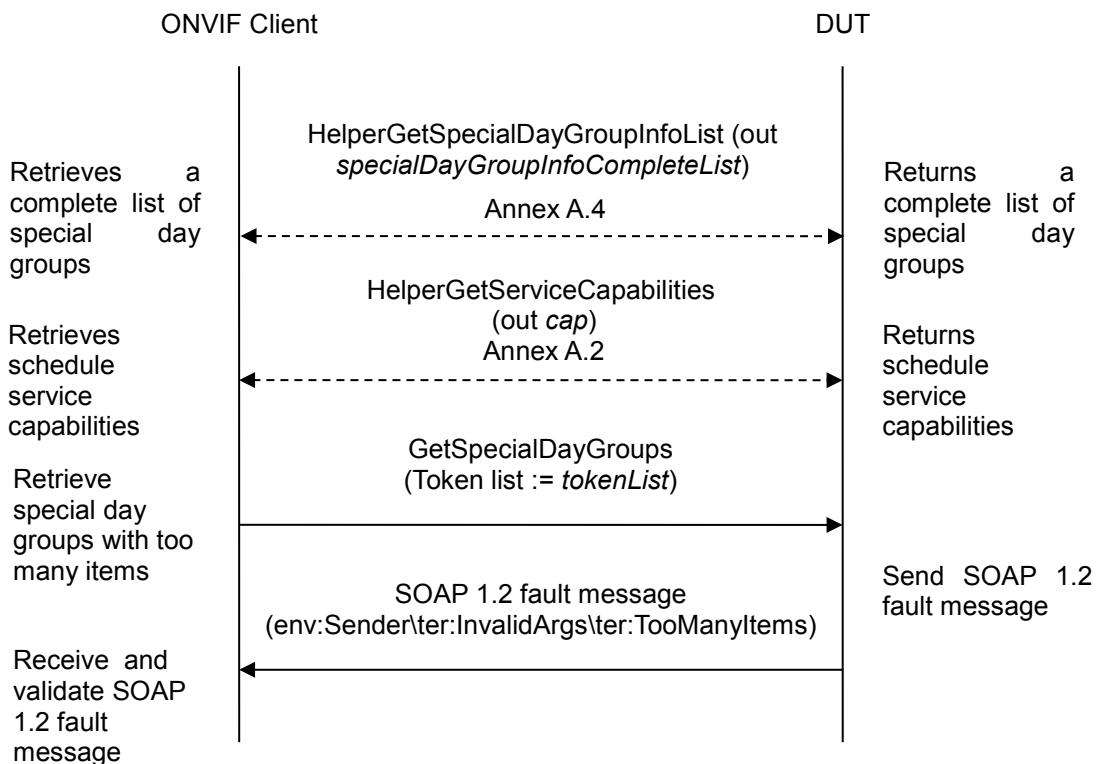 ONVIF Client
DUT
HelperGetSpecialDayGroupInfoList (out
specialDayGroupInfoCompleteList)
Annex A.4
Retrieves a
complete list of
special day
groups
Returns a
complete list of
special day
groups
HelperGetServiceCapabilities
(out cap)
Annex A.2
Retrieves
schedule
service
capabilities
Returns
schedule
service
capabilities
GetSpecialDayGroups
(Token list := tokenList)
Retrieve
special day
groups with too
many items
SOAP 1.2 fault message
(env:Sender\ter:InvalidArgs\ter:TooManyItems)
Send SOAP 1.2
fault message
Receive and
validate SOAP
1.2 fault
message